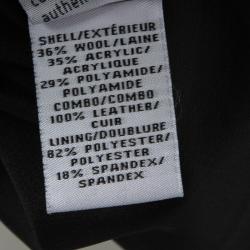 authent
SHELL/EXTÉRIEUR
36% WOOL/LAINE
35% ACRYLIC/
ACRYLIQUE
29% POLYAMIDE/
POLYAMIDE
COMBO/COMBO
100% LEATHER/
CUIR
LINING/DOUBLURE
82% POLYESTER/
POLYESTER
18% SPANDEX/
SPANDEX